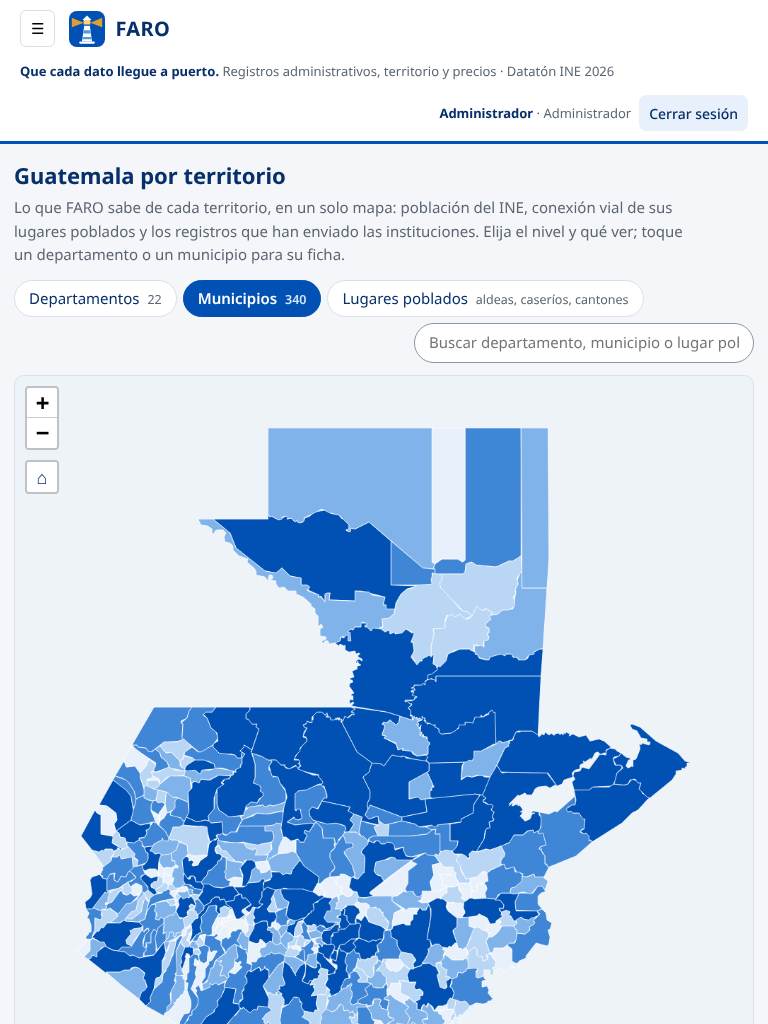 ☰ FARO
Que cada dato llegue a puerto. Registros administrativos, territorio y precios · Datatón INE 2026
Administrador · Administrador Cerrar sesión
Guatemala por territorio
Lo que FARO sabe de cada territorio, en un solo mapa: población del INE, conexión vial de sus
lugares poblados y los registros que han enviado las instituciones. Elija el nivel y qué ver; toque
un departamento o un municipio para su ficha.
Departamentos 22 Municipios 340 Lugares poblados aldeas, caseríos, cantones
Buscar departamento, municipio o lugar pol
+
−
⌂